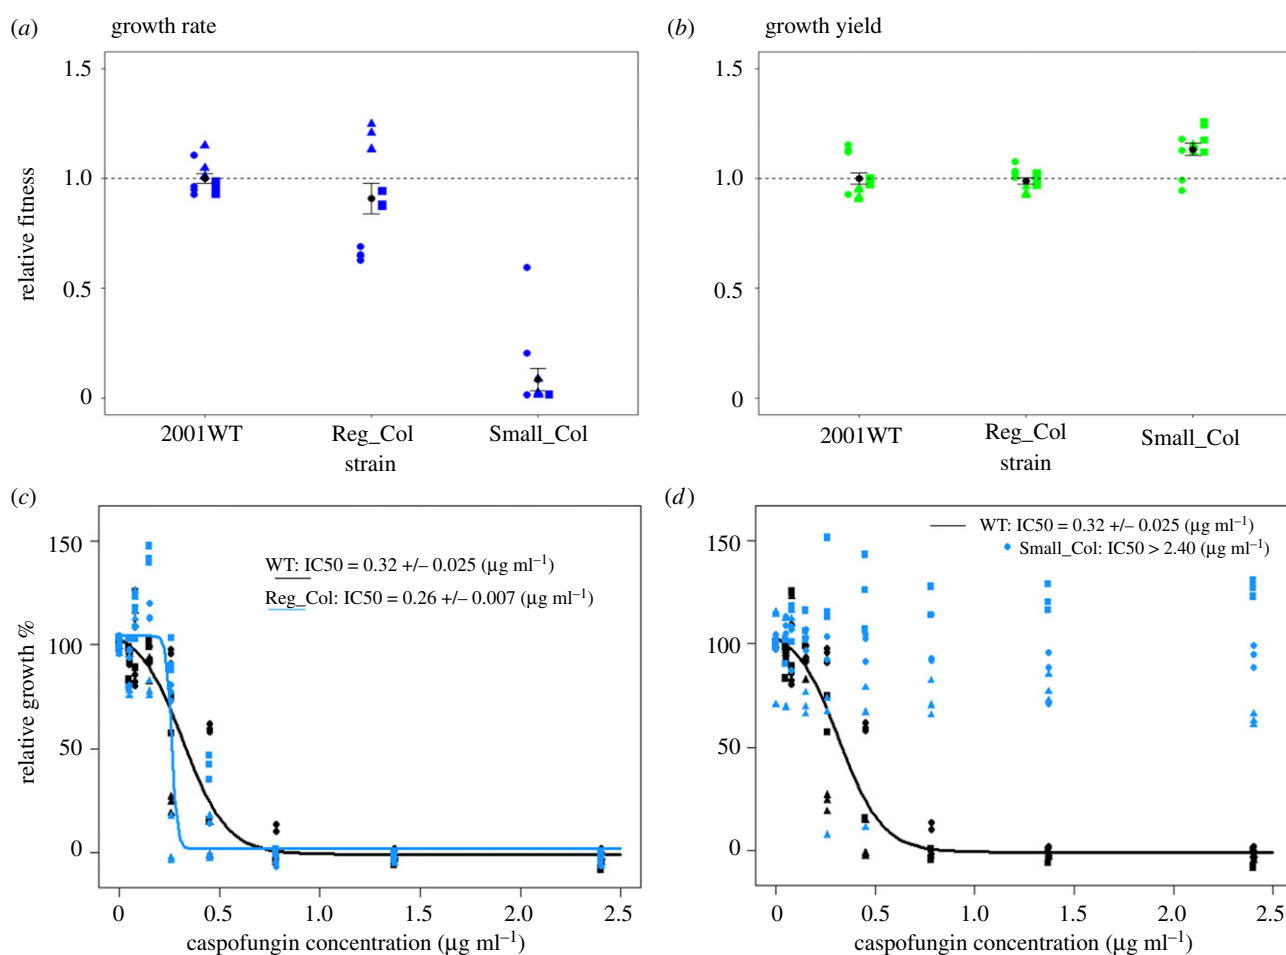 (a) growth rate
1.5
1.0
0.5
0
relative fitness
2001WT Reg_Col Small_Col
strain
(b) growth yield
1.5
1.0
0.5
0
2001WT Reg_Col Small_Col
strain
(c)
150
100
50
0
relative growth %
WT: IC50 = 0.32 +/– 0.025 (µg ml–1)
Reg_Col: IC50 = 0.26 +/– 0.007 (µg ml–1)
0 0.5 1.0 1.5 2.0 2.5
caspofungin concentration (µg ml–1)
(d)
150
100
50
0
WT: IC50 = 0.32 +/– 0.025 (µg ml–1)
Small_Col: IC50 > 2.40 (µg ml–1)
0 0.5 1.0 1.5 2.0 2.5
caspofungin concentration (µg ml–1)